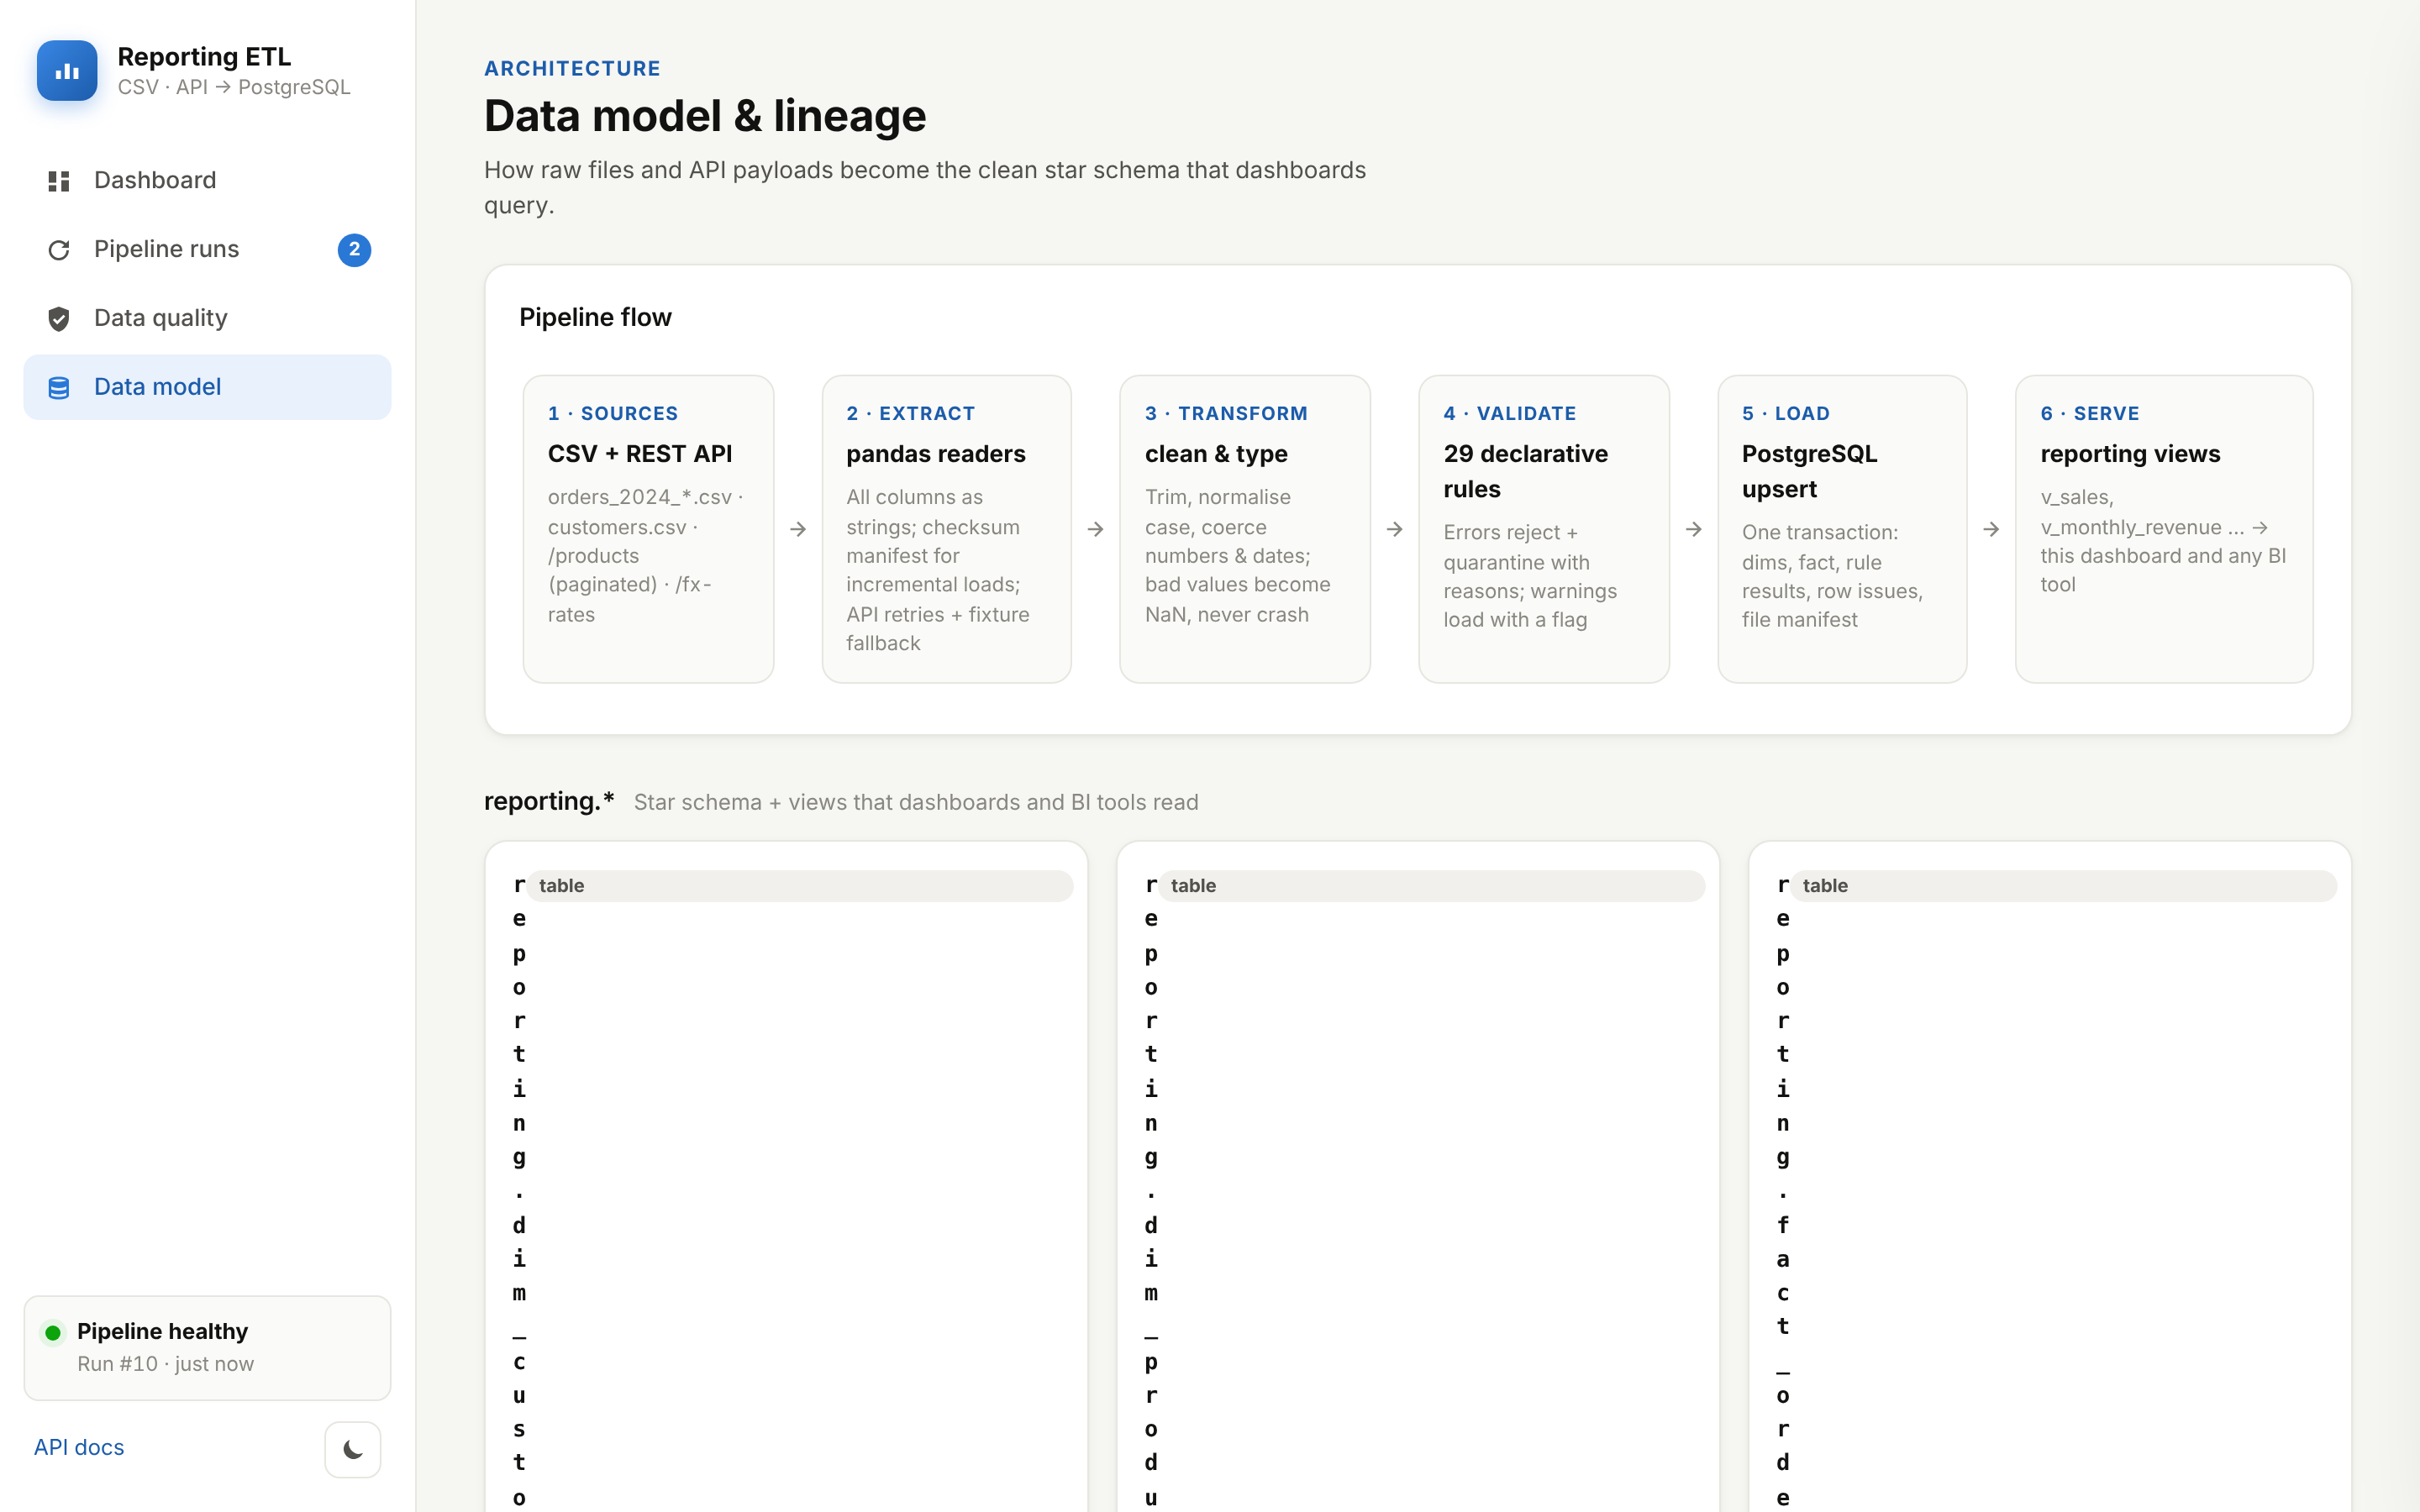 Reporting ETL
CSV · API → PostgreSQL
Dashboard
Pipeline runs
2
Data quality
Data model
Pipeline healthy
Run #10 · just now
API docs
ARCHITECTURE
Data model & lineage
How raw files and API payloads become the clean star schema that dashboards
query.
Pipeline flow
1 · SOURCES
CSV + REST API
orders_2024_*.csv ·
customers.csv ·
/products
(paginated) · /fx-
rates
→
2 · EXTRACT
pandas readers
All columns as
strings; checksum
manifest for
incremental loads;
API retries + fixture
fallback
→
3 · TRANSFORM
clean & type
Trim, normalise
case, coerce
numbers & dates;
bad values become
NaN, never crash
→
4 · VALIDATE
29 declarative
rules
Errors reject +
quarantine with
reasons; warnings
load with a flag
→
5 · LOAD
PostgreSQL
upsert
One transaction:
dims, fact, rule
results, row issues,
file manifest
→
6 · SERVE
reporting views
v_sales,
v_monthly_revenue ... →
this dashboard and any BI
tool
reporting.* Star schema + views that dashboards and BI tools read
r
e
p
o
r
t
i
n
g
.
d
i
m
_
c
u
s
t
o
table
r
e
p
o
r
t
i
n
g
.
d
i
m
_
p
r
o
d
u
table
r
e
p
o
r
t
i
n
g
.
f
a
c
t
_
o
r
d
e
table